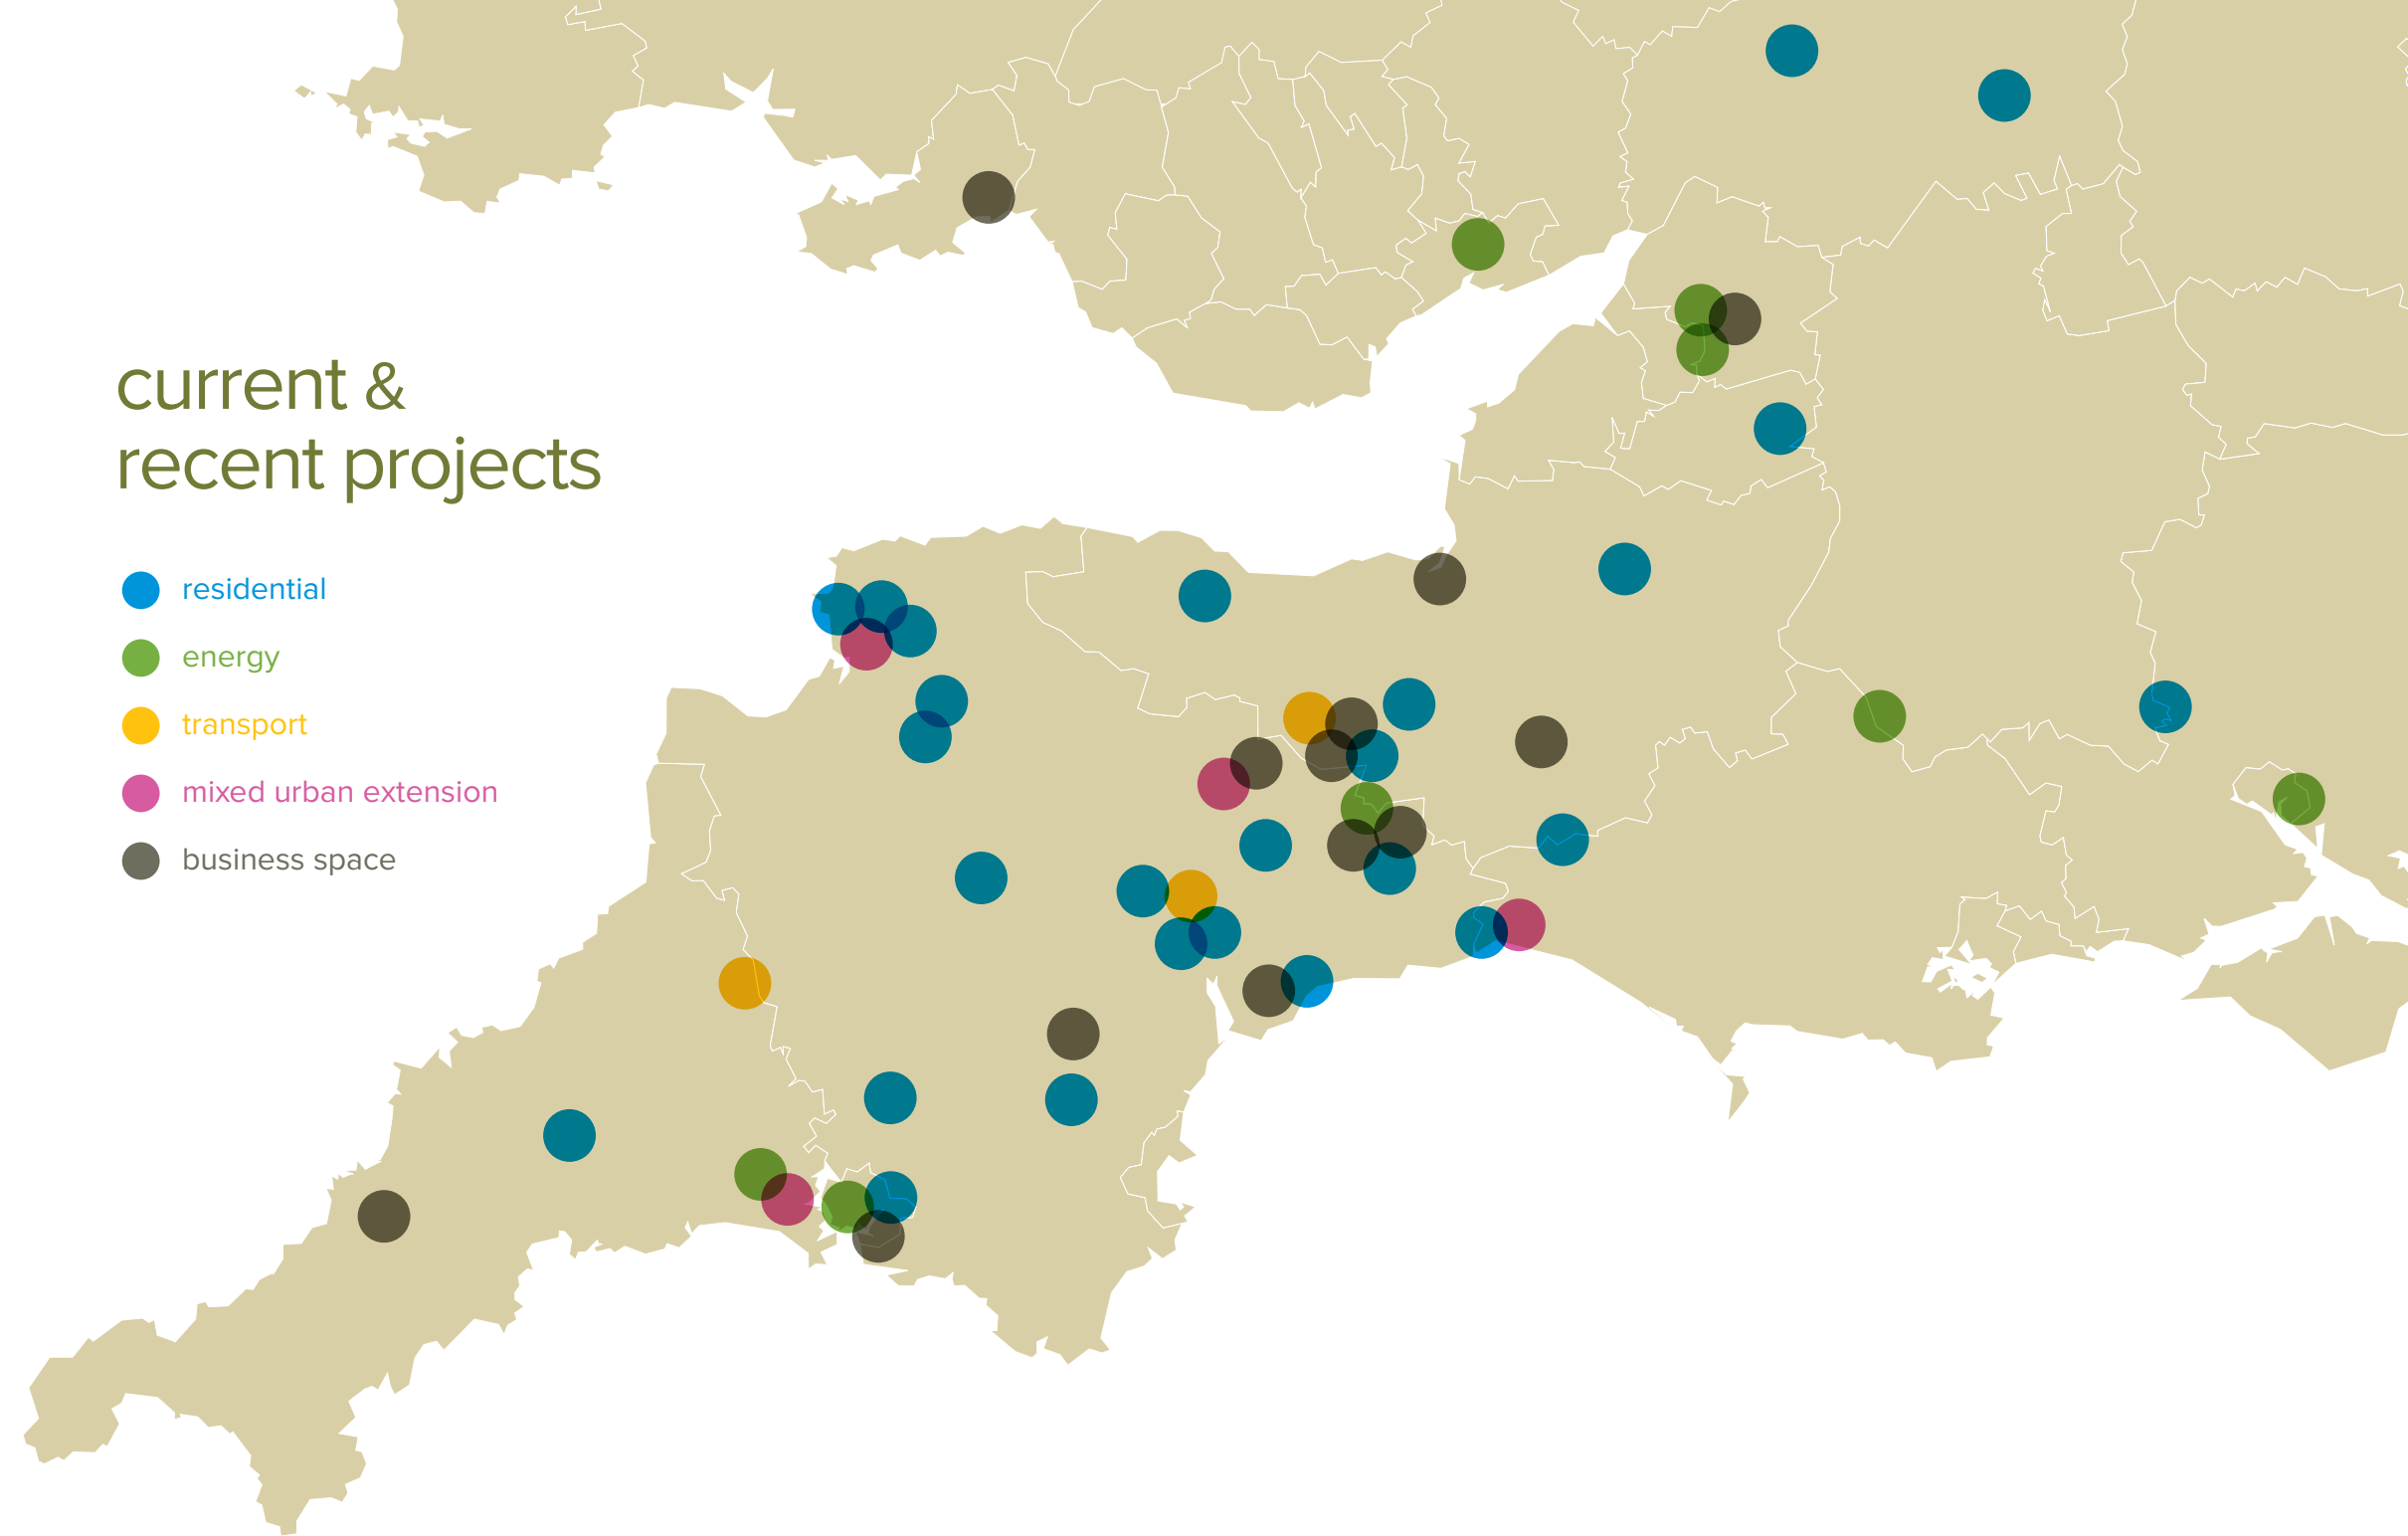 current &
recent projects
residential
energy
transport
mixed urban extension
business space